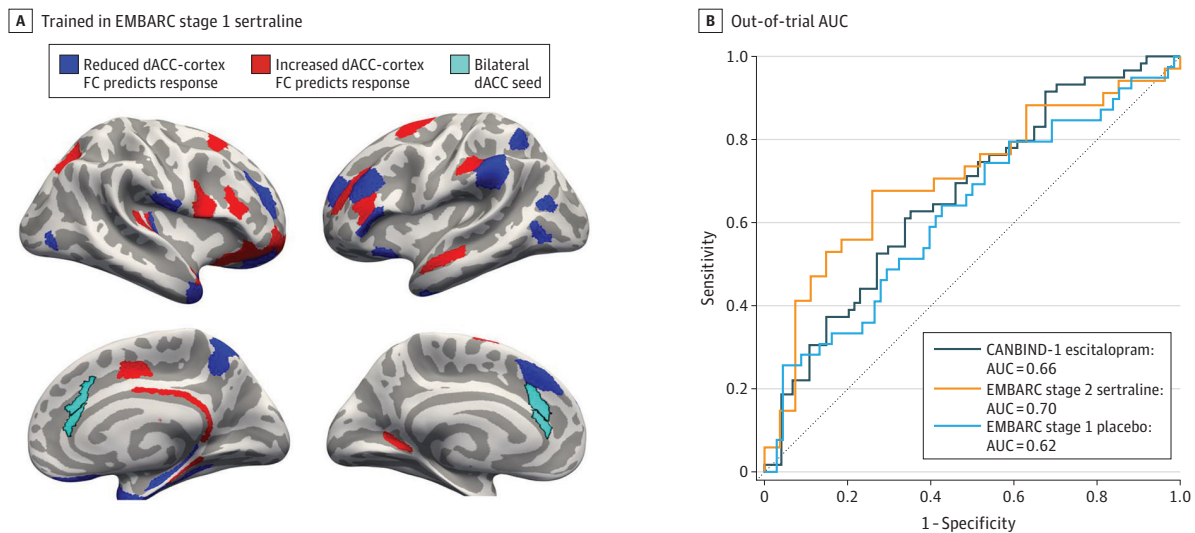 A Trained in EMBARC stage 1 sertraline
Reduced dACC-cortex
FC predicts response
Increased dACC-cortex
FC predicts response
Bilateral
dACC seed
B Out-of-trial AUC
1.0
0.8
0.6
0.4
0.2
0
Sensitivity
CANBIND-1 escitalopram:
AUC = 0.66
EMBARC stage 2 sertraline:
AUC = 0.70
EMBARC stage 1 placebo:
AUC = 0.62
0 0.2 0.4 0.6 0.8 1.0
1 - Specificity